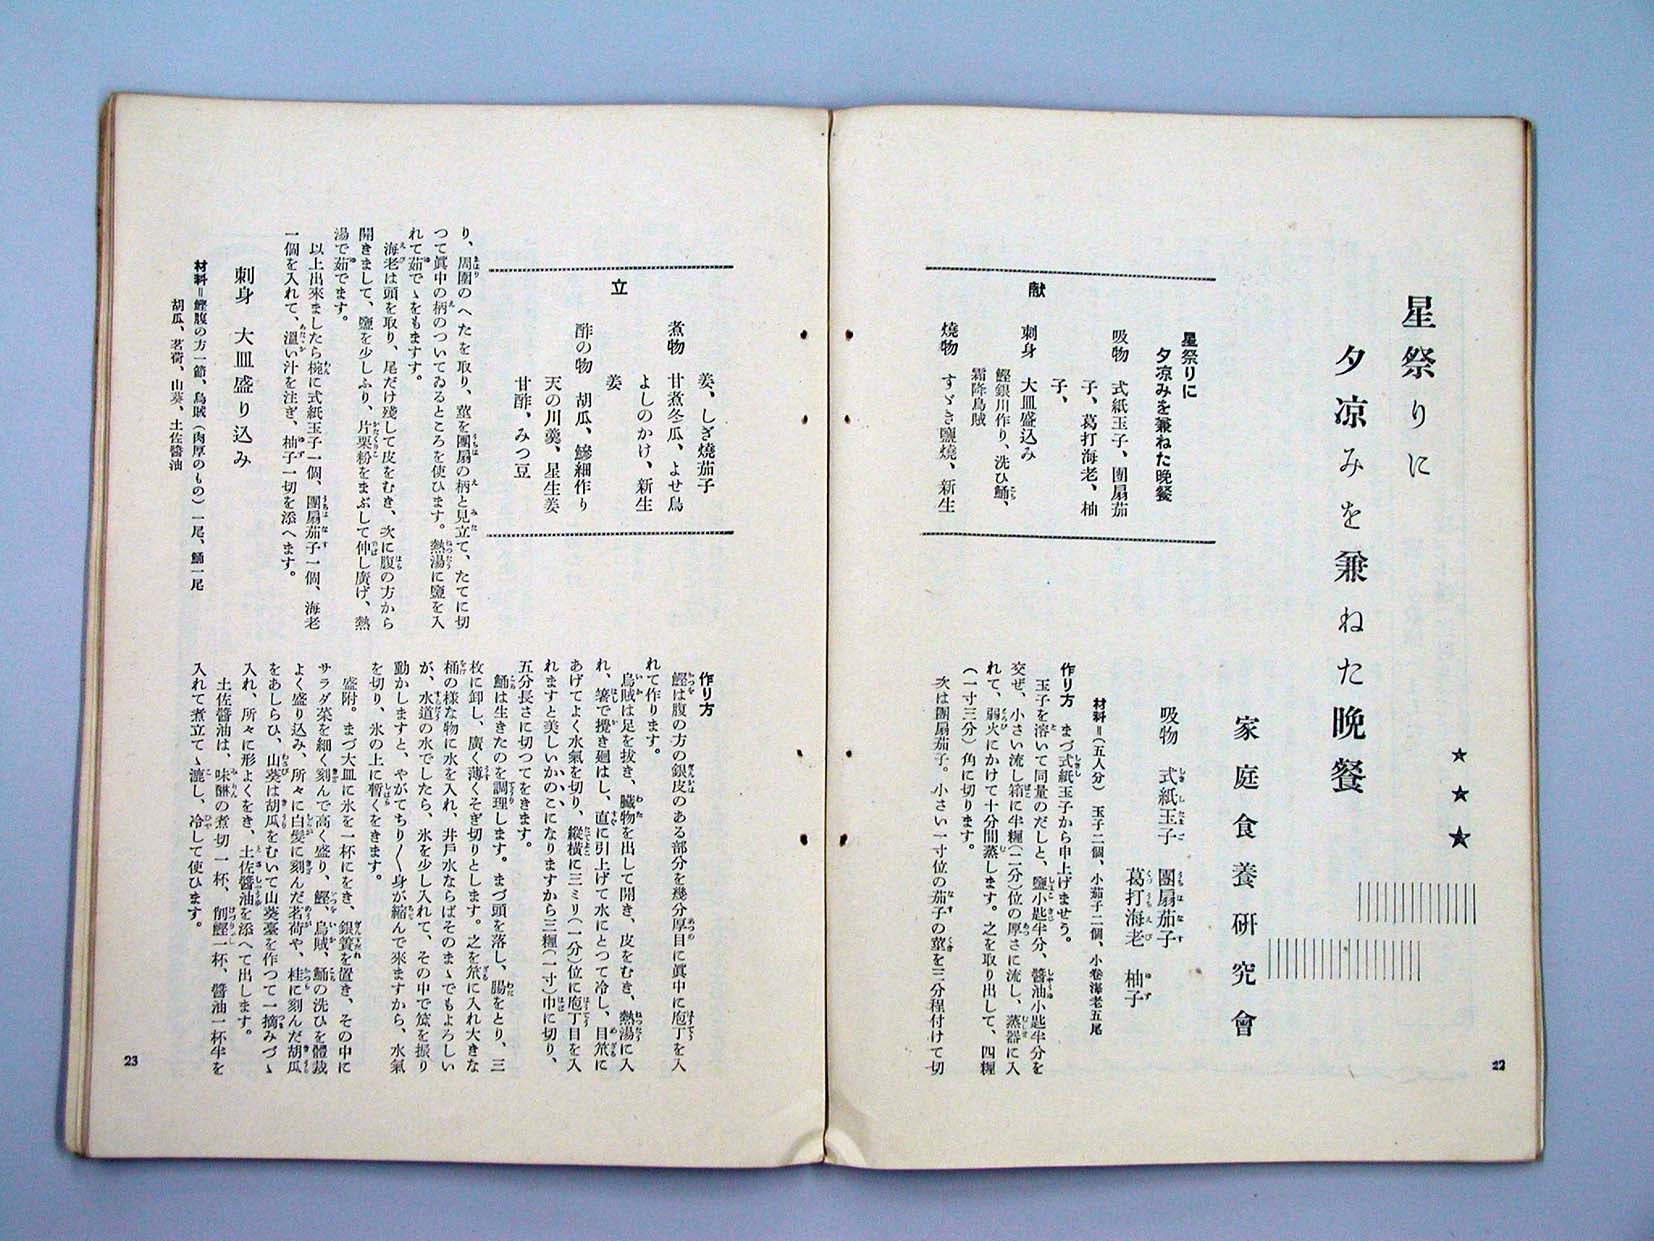 星祭りに
夕凉みを兼ねた晩餐
家庭食養研究會
献
星祭りに
夕凉みを兼ねた晩餐
吸物　式紙玉子、團扇茄
子、葛打海老、柚
子、
刺身　大皿盛込み
鰹銀川作り、洗ひ鯒、
霜降烏賊
燒物　すゞき鹽燒、新生
吸物　式紙玉子　團扇茄子
葛打海老　柚子
材料＝（五人分）　玉子二個、小茄子二個、小卷海老五尾
作り方　まづ式紙玉子から申上げませう。
玉子を溶いて同量のだしと、鹽小匙半分、醬油小匙半分を
交ぜ、小さい流し箱に半糎（二分）位の厚さに流し、蒸器に入
れて、弱火にかけて十分間蒸します。之を取り出して、四糎
（一寸三分）角に切ります。
次は團扇茄子。小さい一寸位の茄子の莖を三分程付けて切
22
立
姜、しぎ燒茄子
煮物　甘煮冬瓜、よせ鳥
よしのかけ、新生
姜
酢の物　胡瓜、鯵細作り
天の川羹、星生姜
甘酢、みつ豆
り、周圍のへたを取り、莖を團扇の柄と見立て、たてに切
つて眞中の柄のついてゐるところを使ひます。熱湯に鹽を入
れて茹でゝをもます。
海老は頭を取り、尾だけ殘して皮をむき、次に腹の方から
開きまして、鹽を少しふり、片栗粉をまぶして伸し廣げ、熱
湯で茹でます。
以上出來ましたら椀に式紙玉子一個、團扇茄子一個、海老
一個を入れて、溫い汁を注ぎ、柚子一切を添へます。
刺身　大皿盛り込み
材料＝鰹腹の方一節、烏賊（肉厚のもの）一尾、鯒一尾
胡瓜、茗荷、山葵、土佐醬油
作り方
鰹は腹の方の銀皮のある部分を幾分厚目に眞中に庖丁を入
れて作ります。
烏賊は足を拔き、臟物を出して開き、皮をむき、熱湯に入
れ、箸で攪き廻はし、直に引上げて水にとつて冷し、目笊に
あげてよく水氣を切り、縱橫に三ミリ（一分）位に庖丁目を入
れますと美しいかのこになりますから三糎（一寸）巾に切り、
五分長さに切つてをきます。
鯒は生きたのを調理します。まづ頭を落し、腸をとり、三
枚に卸し、廣く薄くそぎ切りとします。之を笊に入れ大きな
桶の樣な物に水を入れ、井戶水ならばそのまゝでもよろしい
が、水道の水でしたら、氷を少し入れて、その中で笊を振り
動かしますと、やがてちり〳〵身が縮んで來ますから、水氣
を切り、氷の上に暫くをきます。
盛附。まづ大皿に氷を一杯にをき、銀簀を置き、その中に
サラダ菜を細く刻んで高く盛り、鰹、烏賊、鯒の洗ひを體裁
よく盛り込み、所々に白髮に刻んだ茗荷や、桂に刻んだ胡瓜
をあしらひ、山葵は胡瓜をむいて山葵臺を作つて一摘みづゝ
入れ、所々に形よくをき、土佐醬油を添へて出します。
土佐醬油は、味醂の煮切一杯、削鰹一杯、醬油一杯半を
入れて煮立てゝ漉し、冷して使ひます。
23